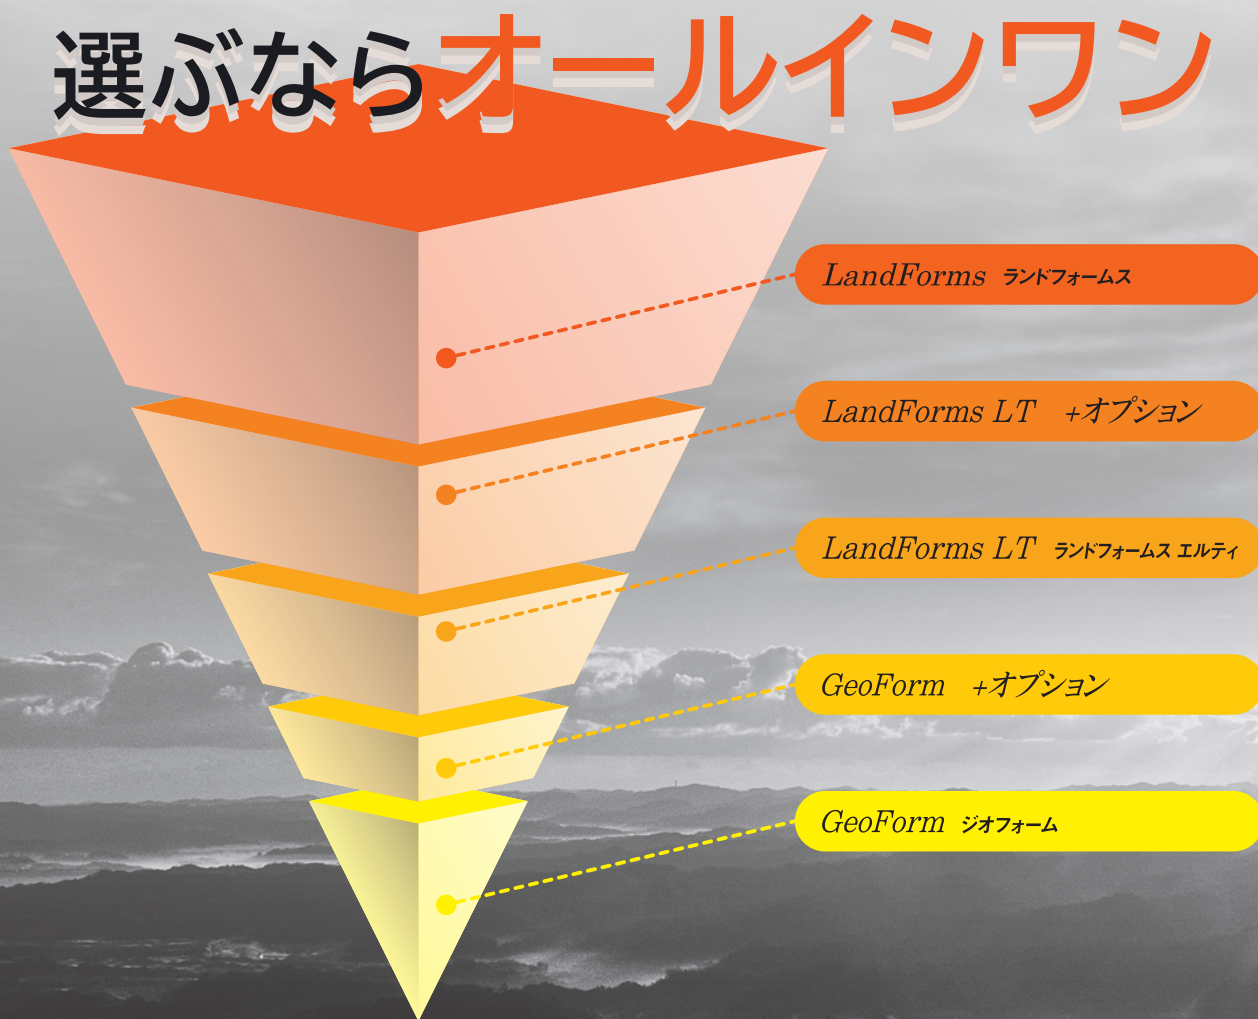 選ぶならオールインワン
LandForms ランドフォームス
LandForms LT +オプション
LandForms LT ランドフォームス エルティ
GeoForm +オプション
GeoForm ジオフォーム